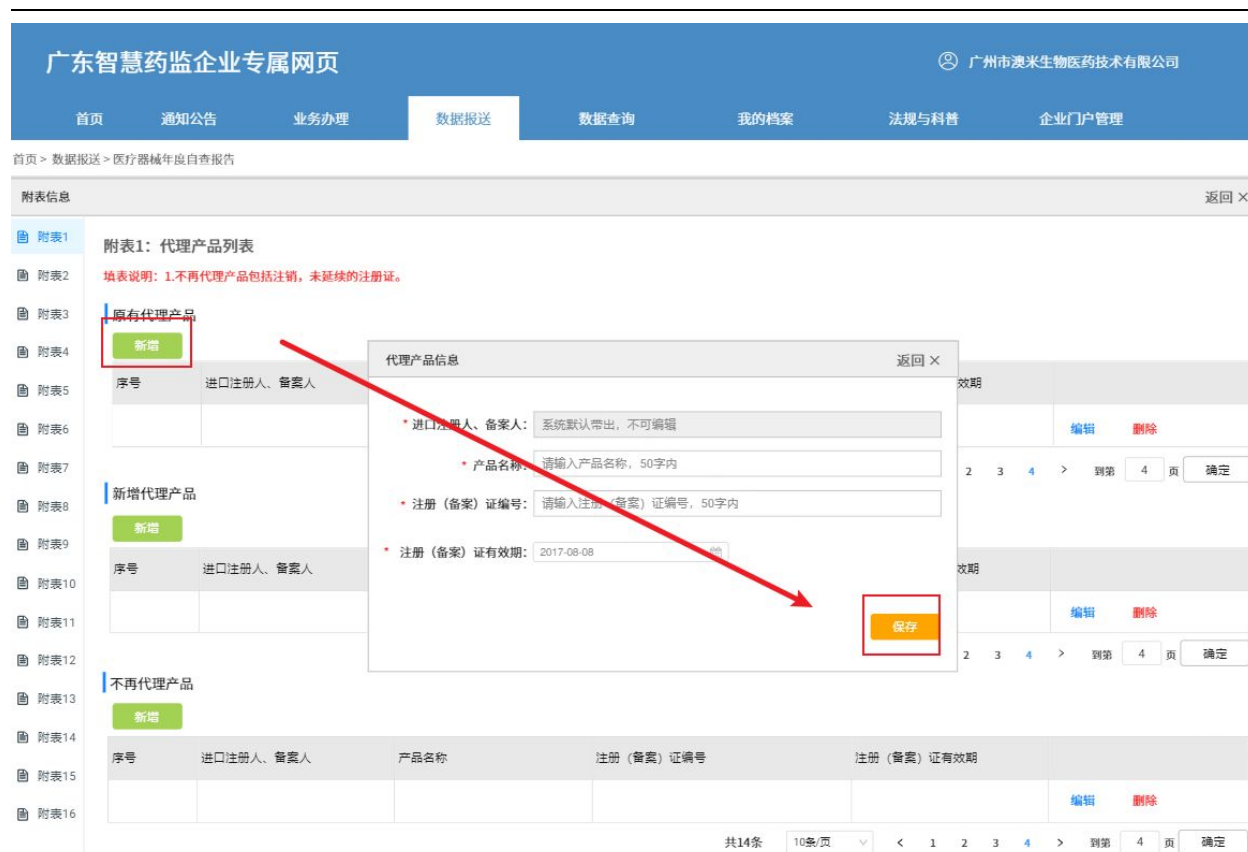 广东智慧药监企业专属网页
广州市澳米生物医药技术有限公司
首页 通知公告 业务办理 数据报送 数据查询 我的档案 法规与科普 企业门户管理
首页 > 数据报送 > 医疗器械年度自查报告
附表信息 返回 ×
附表1
附表2
附表3
附表4
附表5
附表6
附表7
附表8
附表9
附表10
附表11
附表12
附表13
附表14
附表15
附表16
附表1：代理产品列表
填表说明：1.不再代理产品包括注销，未延续的注册证。
原有代理产品
新增
序号 进口注册人、备案人 效期
编辑 删除
2 3 4 > 到第 4 页 确定
新增代理产品
新增
序号 进口注册人、备案人 效期
编辑 删除
2 3 4 > 到第 4 页 确定
代理产品信息 返回 ×
* 进口注册人、备案人： 系统默认带出，不可编辑
* 产品名称： 请输入产品名称，50字内
* 注册（备案）证编号： 请输入注册（备案）证编号，50字内
* 注册（备案）证有效期： 2017-08-08
保存
不再代理产品
新增
序号 进口注册人、备案人 产品名称 注册（备案）证编号 注册（备案）证有效期
编辑 删除
共14条 10条/页 < 1 2 3 4 > 到第 4 页 确定